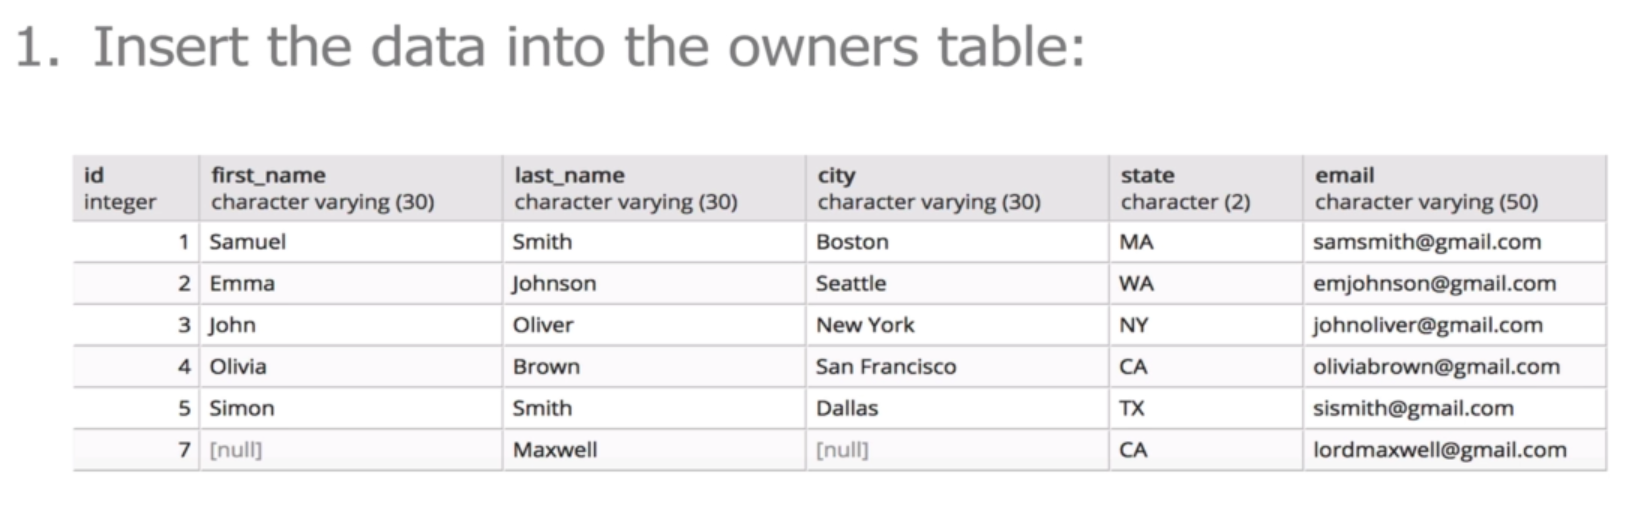 1. Insert the data into the owners table:
id first_name last_name city state email
integer character varying (30) character varying (30) character varying (30) character (2) character varying (50)
1 Samuel Smith Boston MA samsmith@gmail.com
2 Emma Johnson Seattle WA emjohnson@gmail.com
3 John Oliver New York NY johnoliver@gmail.com
4 Olivia Brown San Francisco CA oliviabrown@gmail.com
5 Simon Smith Dallas TX sismith@gmail.com
7 [null] Maxwell [null] CA lordmaxwell@gmail.com